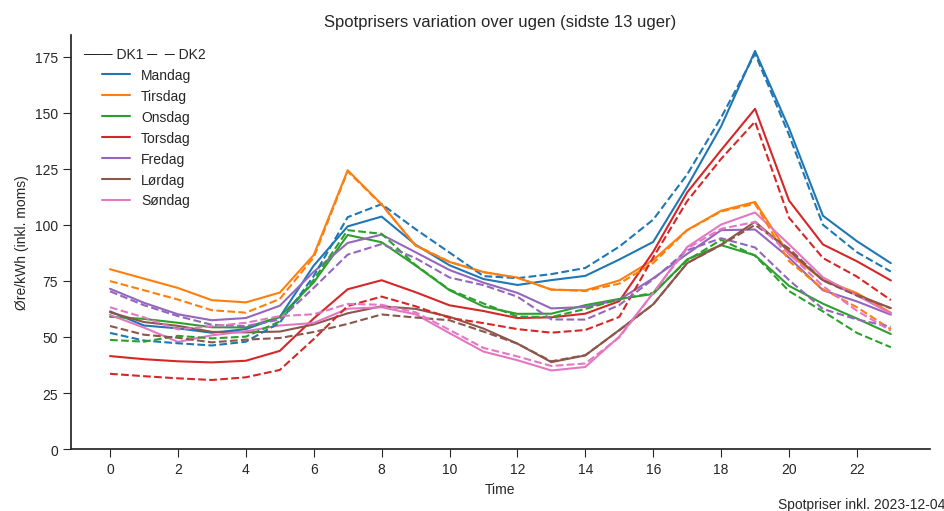 Spotprisers variation over ugen (sidste 13 uger)
DK1 DK2
Mandag
Tirsdag
Onsdag
Torsdag
Fredag
Lørdag
Søndag
Øre/kWh (inkl. moms)
175
150
125
100
75
50
25
0
0 2 4 6 8 10 12 14 16 18 20 22
Time
Spotpriser inkl. 2023-12-04